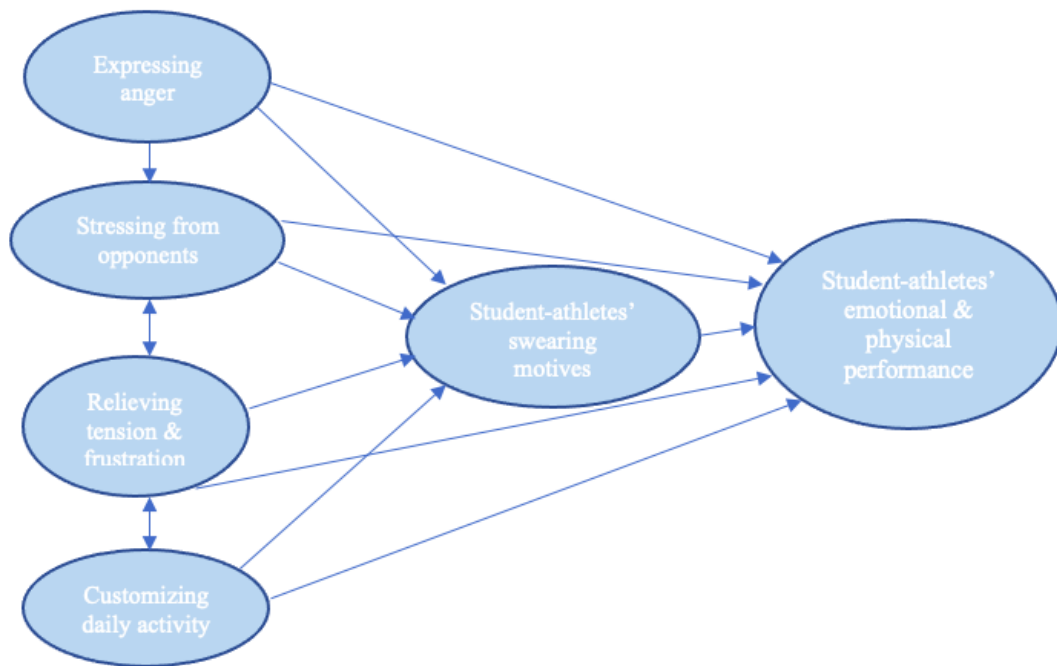 Expressing
anger
Stressing from
opponents
Relieving
tension &
frustration
Customizing
daily activity
Student-athletes’
swearing
motives
Student-athletes’
emotional &
physical
performance